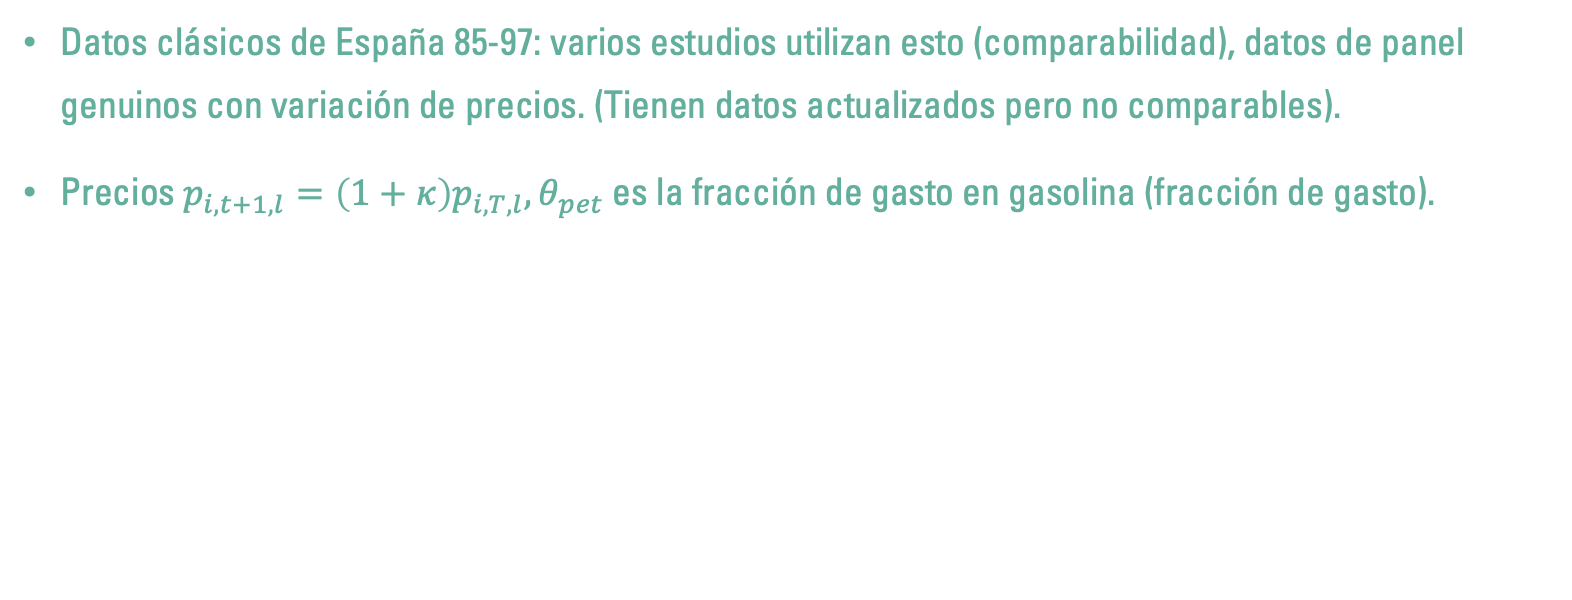 • Datos clásicos de España 85-97: varios estudios utilizan esto (comparabilidad), datos de panel
genuinos con variación de precios. (Tienen datos actualizados pero no comparables).
• Precios 𝑝ᵢ,ₜ₊₁,ₗ = (1 + κ)𝑝_{i,T,l}, θ_{pet} es la fracción de gasto en gasolina (fracción de gasto).